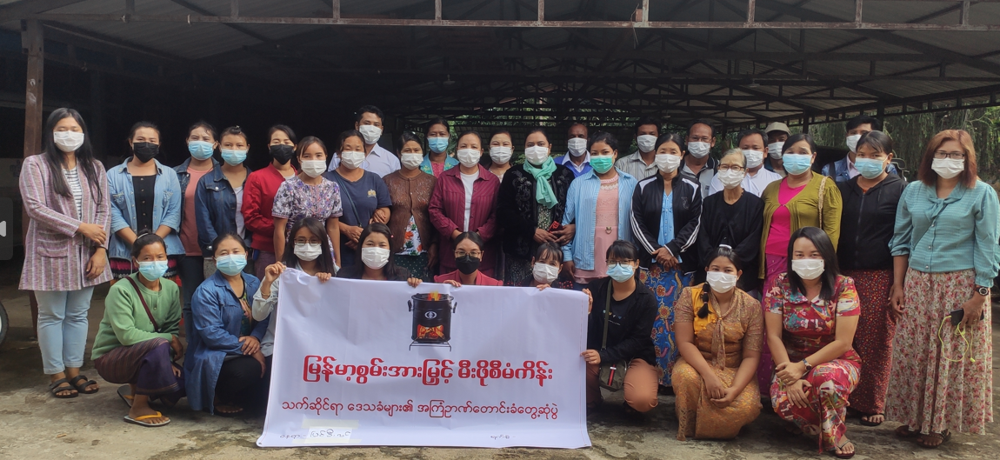 မြန်မာ့စွမ်းအားမြှင့် မီးဖိုစီမံကိန်း
သက်ဆိုင်ရာ ဒေသခံများ၏ အကြံဉာဏ်တောင်းခံတွေ့ဆုံပွဲ